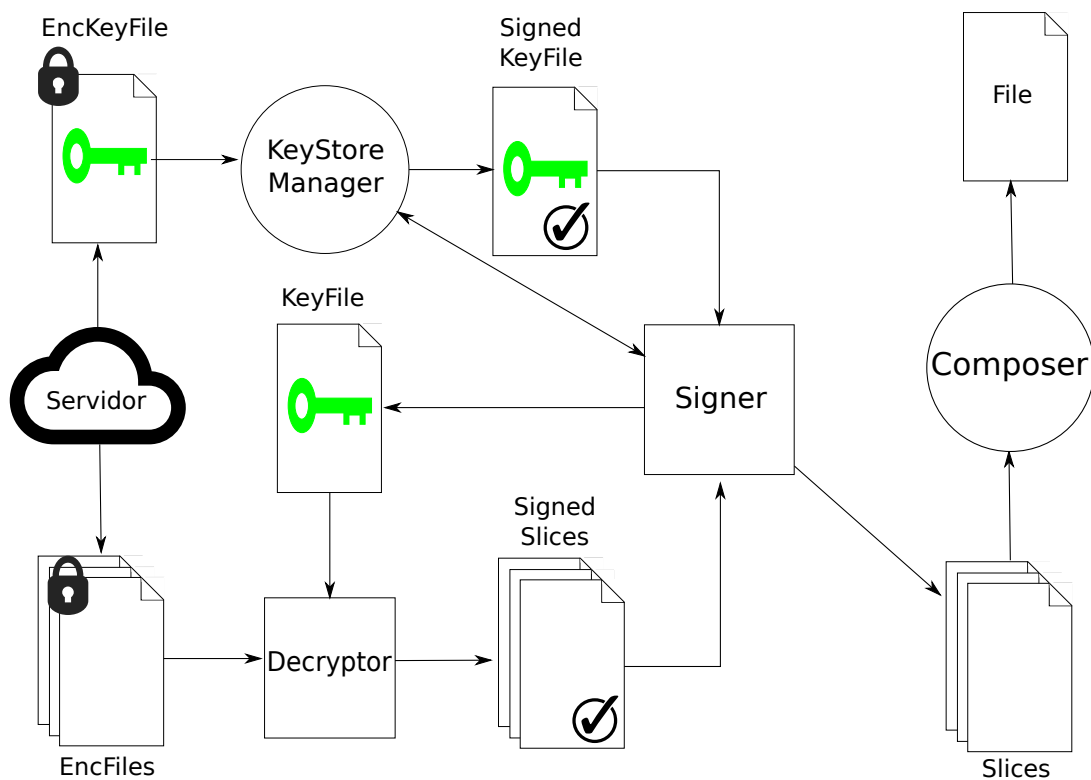 EncKeyFile
Signed
KeyFile
File
KeyStore
Manager
KeyFile
Servidor
Signer
Composer
Signed
Slices
Decryptor
EncFiles
Slices